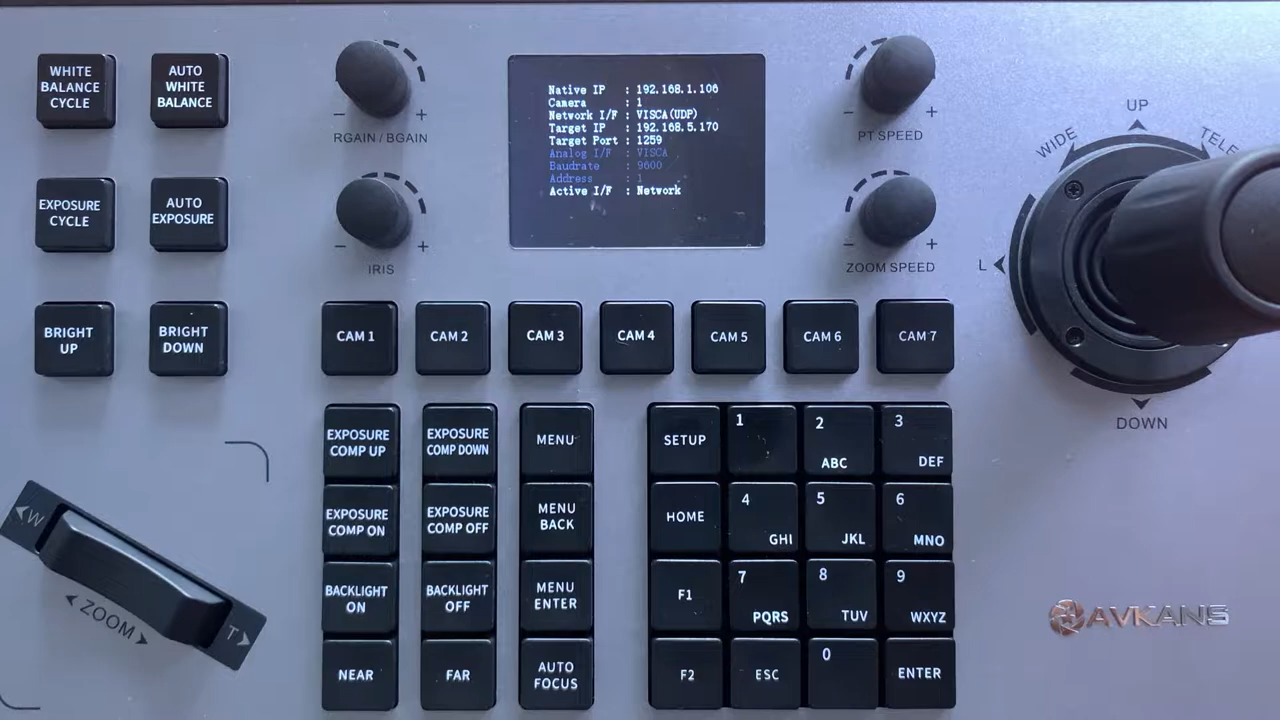 WHITE
BALANCE
CYCLE
AUTO
WHITE
BALANCE
EXPOSURE
CYCLE
AUTO
EXPOSURE
BRIGHT
UP
BRIGHT
DOWN
− +
RGAIN / BGAIN
− +
IRIS
Native IP : 192.168.1.106
Camera : 1
Network I/F : VISCA(UDP)
Target IP : 192.168.5.170
Target Port : 1259
Analog I/F : VISCA
Baudrate : 9600
Address : 1
Active I/F : Network
− +
PT SPEED
− +
ZOOM SPEED
UP
WIDE
TELE
L
DOWN
CAM 1
CAM 2
CAM 3
CAM 4
CAM 5
CAM 6
CAM 7
EXPOSURE
COMP UP
EXPOSURE
COMP DOWN
MENU
EXPOSURE
COMP ON
EXPOSURE
COMP OFF
MENU
BACK
BACKLIGHT
ON
BACKLIGHT
OFF
MENU
ENTER
NEAR
FAR
AUTO
FOCUS
SETUP
1
2
ABC
3
DEF
HOME
4
GHI
5
JKL
6
MNO
F1
7
PQRS
8
TUV
9
WXYZ
F2
ESC
0
ENTER
W
ZOOM
T
AVKANS